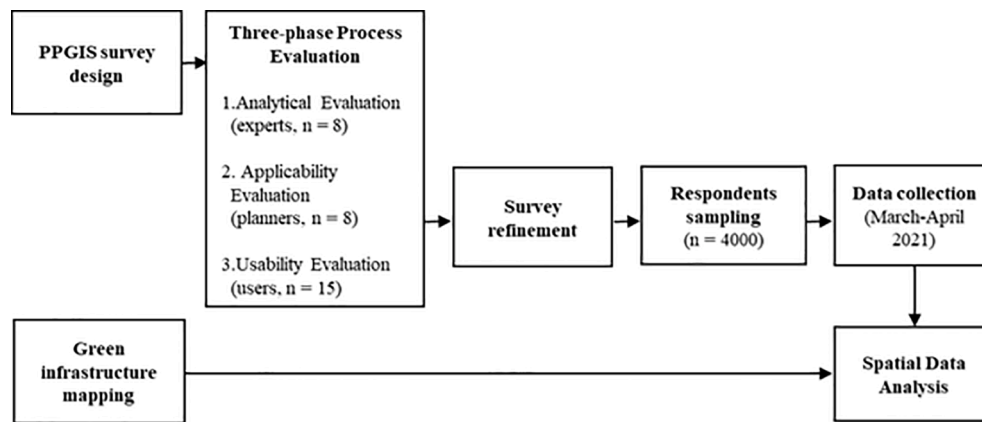 PPGIS survey
design
Three-phase Process
Evaluation
1.Analytical Evaluation
(experts, n = 8)
2. Applicability
Evaluation
(planners, n = 8)
3.Usability Evaluation
(users, n = 15)
Survey
refinement
Respondents
sampling
(n = 4000)
Data collection
(March-April
2021)
Green
infrastructure
mapping
Spatial Data
Analysis